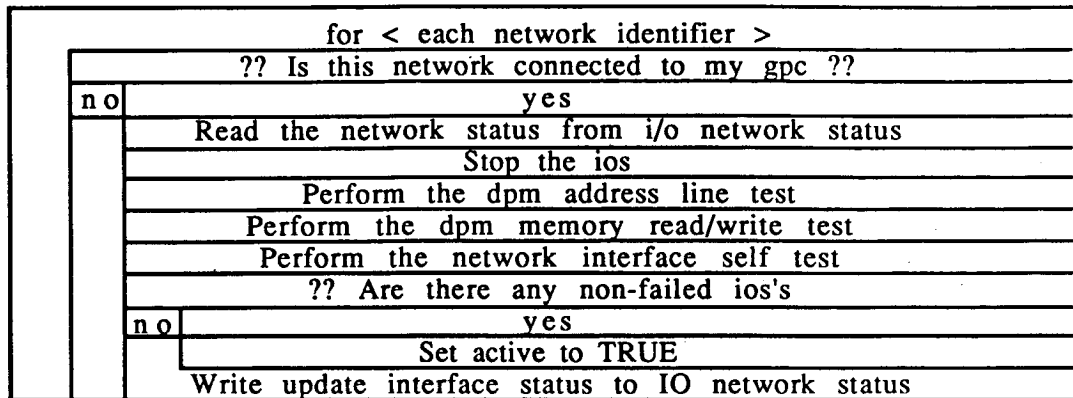 for < each network identifier >
?? Is this network connected to my gpc ??
no yes
Read the network status from i/o network status
Stop the ios
Perform the dpm address line test
Perform the dpm memory read/write test
Perform the network interface self test
?? Are there any non-failed ios's
no yes
Set active to TRUE
Write update interface status to IO network status